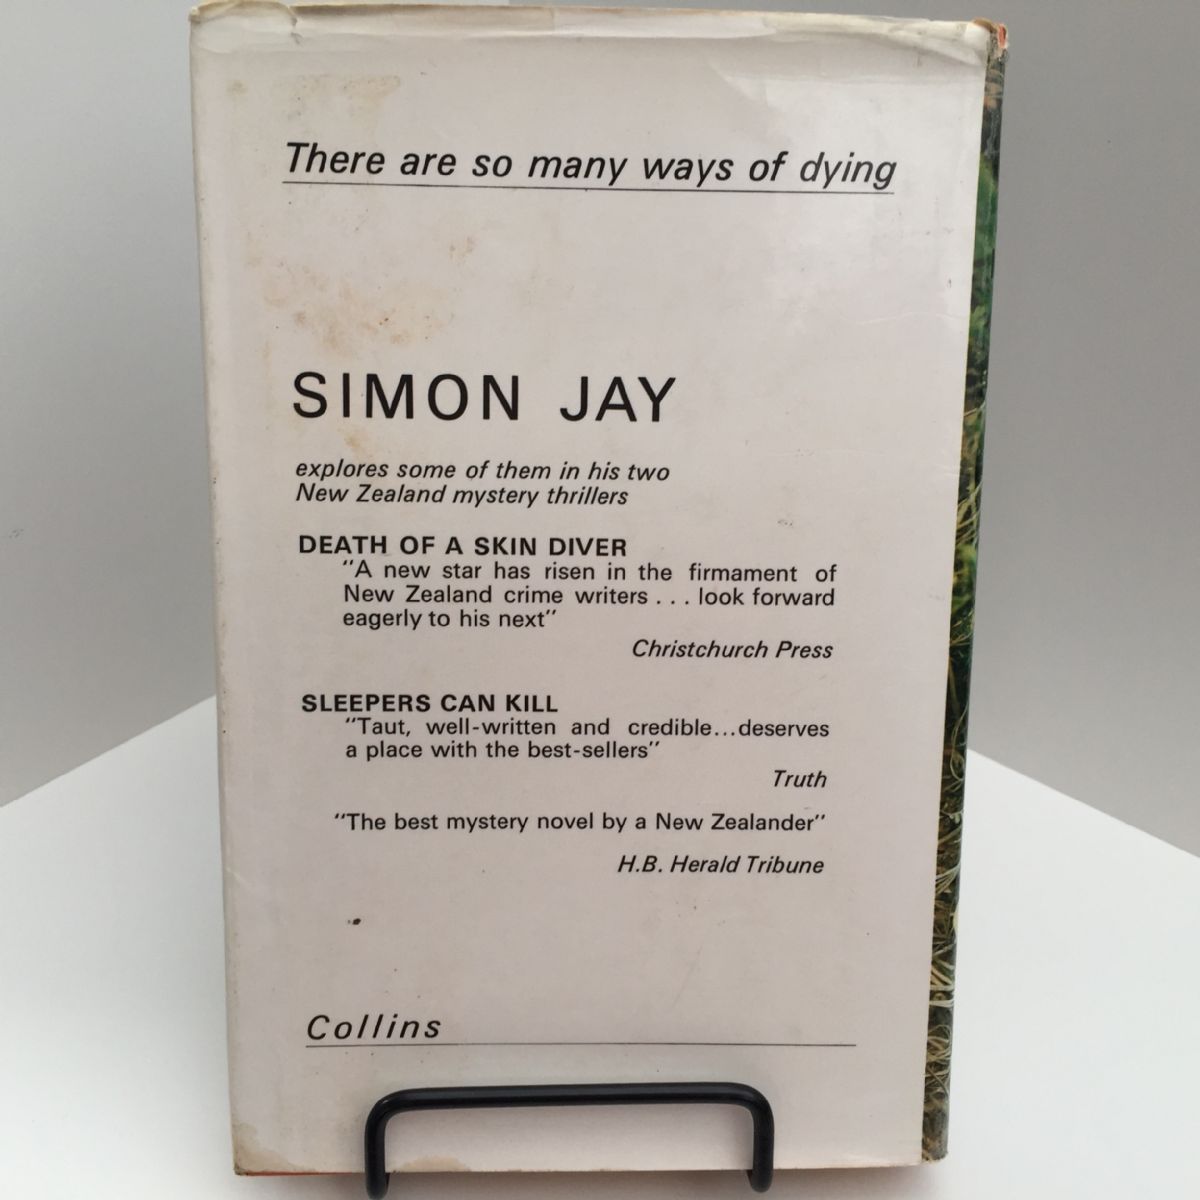 There are so many ways of dying
SIMON JAY
explores some of them in his two
New Zealand mystery thrillers
DEATH OF A SKIN DIVER
"A new star has risen in the firmament of
New Zealand crime writers . . . look forward
eagerly to his next"
Christchurch Press
SLEEPERS CAN KILL
"Taut, well-written and credible...deserves
a place with the best-sellers"
Truth
"The best mystery novel by a New Zealander"
H.B. Herald Tribune
Collins